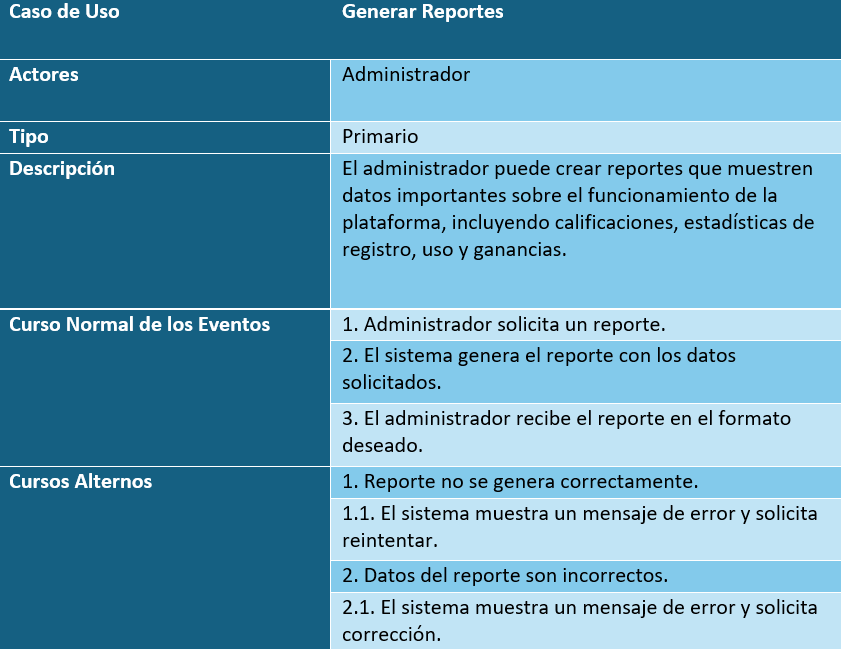 Caso de Uso
Generar Reportes
Actores
Administrador
Tipo
Primario
Descripción
El administrador puede crear reportes que muestren
datos importantes sobre el funcionamiento de la
plataforma, incluyendo calificaciones, estadísticas de
registro, uso y ganancias.
Curso Normal de los Eventos
1. Administrador solicita un reporte.
2. El sistema genera el reporte con los datos
solicitados.
3. El administrador recibe el reporte en el formato
deseado.
Cursos Alternos
1. Reporte no se genera correctamente.
1.1. El sistema muestra un mensaje de error y solicita
reintentar.
2. Datos del reporte son incorrectos.
2.1. El sistema muestra un mensaje de error y solicita
corrección.